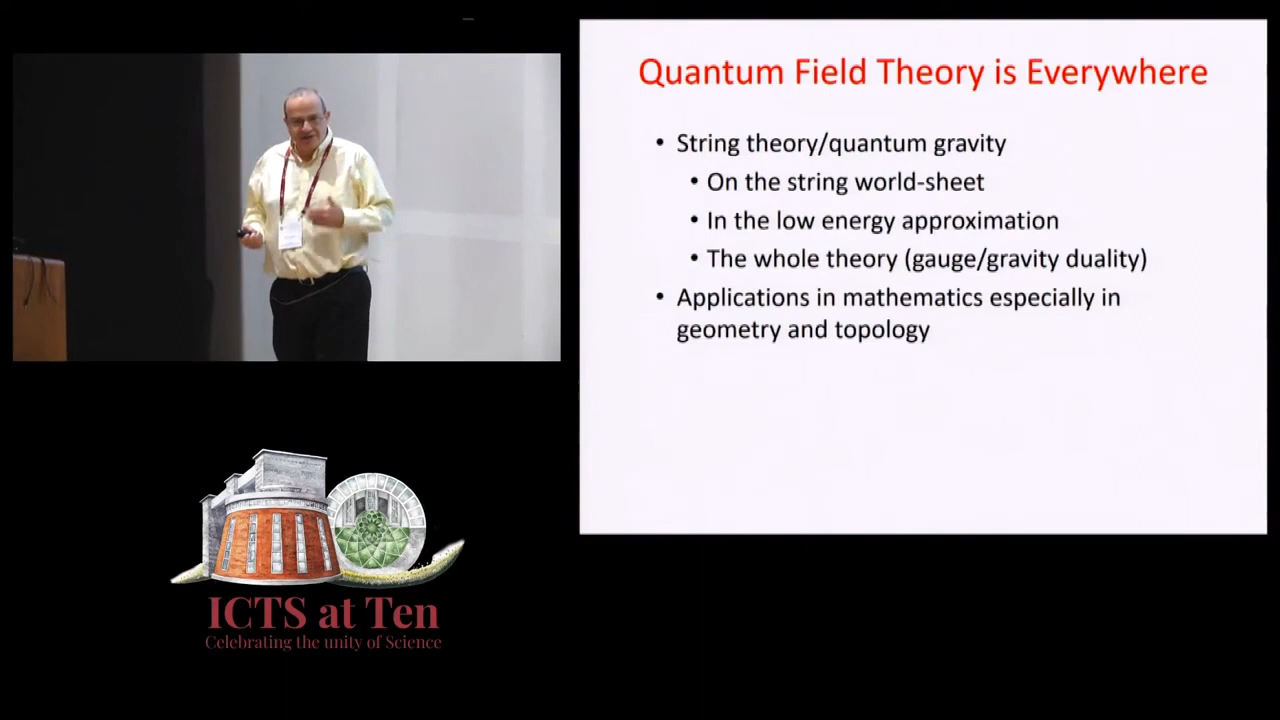 Quantum Field Theory is Everywhere
• String theory/quantum gravity
• On the string world-sheet
• In the low energy approximation
• The whole theory (gauge/gravity duality)
• Applications in mathematics especially in
geometry and topology
ICTS at Ten
Celebrating the unity of Science